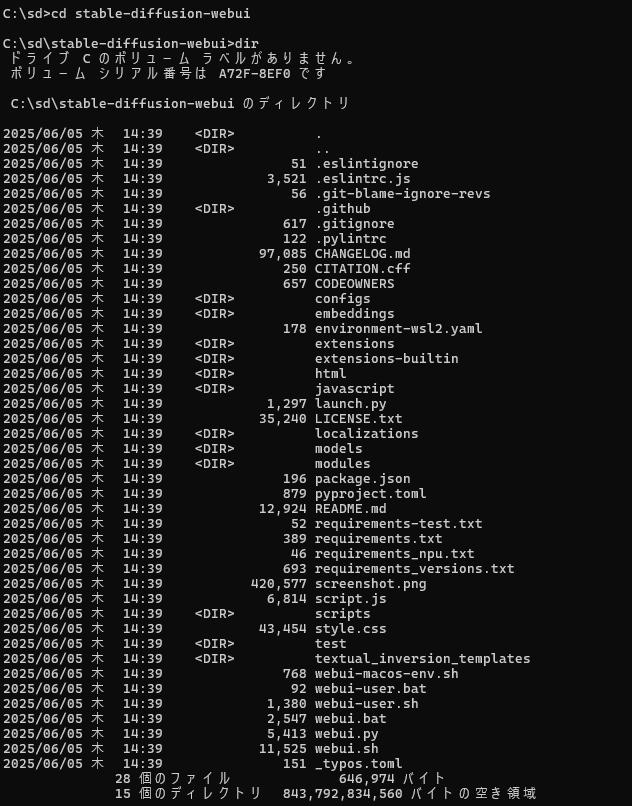 C:\sd>cd stable-diffusion-webui
C:\sd\stable-diffusion-webui>dir
ドライブ C のボリューム ラベルがありません。
ボリューム シリアル番号は A72F-8EF0 です
C:\sd\stable-diffusion-webui のディレクトリ
2025/06/05 木  14:39    <DIR>          .
2025/06/05 木  14:39    <DIR>          ..
2025/06/05 木  14:39                51 .eslintignore
2025/06/05 木  14:39             3,521 .eslintrc.js
2025/06/05 木  14:39                56 .git-blame-ignore-revs
2025/06/05 木  14:39    <DIR>          .github
2025/06/05 木  14:39               617 .gitignore
2025/06/05 木  14:39               122 .pylintrc
2025/06/05 木  14:39            97,085 CHANGELOG.md
2025/06/05 木  14:39               250 CITATION.cff
2025/06/05 木  14:39               657 CODEOWNERS
2025/06/05 木  14:39    <DIR>          configs
2025/06/05 木  14:39    <DIR>          embeddings
2025/06/05 木  14:39               178 environment-wsl2.yaml
2025/06/05 木  14:39    <DIR>          extensions
2025/06/05 木  14:39    <DIR>          extensions-builtin
2025/06/05 木  14:39    <DIR>          html
2025/06/05 木  14:39    <DIR>          javascript
2025/06/05 木  14:39             1,297 launch.py
2025/06/05 木  14:39            35,240 LICENSE.txt
2025/06/05 木  14:39    <DIR>          localizations
2025/06/05 木  14:39    <DIR>          models
2025/06/05 木  14:39    <DIR>          modules
2025/06/05 木  14:39               196 package.json
2025/06/05 木  14:39               879 pyproject.toml
2025/06/05 木  14:39            12,924 README.md
2025/06/05 木  14:39                52 requirements-test.txt
2025/06/05 木  14:39               389 requirements.txt
2025/06/05 木  14:39                46 requirements_npu.txt
2025/06/05 木  14:39               693 requirements_versions.txt
2025/06/05 木  14:39           420,577 screenshot.png
2025/06/05 木  14:39             6,814 script.js
2025/06/05 木  14:39    <DIR>          scripts
2025/06/05 木  14:39            43,454 style.css
2025/06/05 木  14:39    <DIR>          test
2025/06/05 木  14:39    <DIR>          textual_inversion_templates
2025/06/05 木  14:39               768 webui-macos-env.sh
2025/06/05 木  14:39                92 webui-user.bat
2025/06/05 木  14:39             1,380 webui-user.sh
2025/06/05 木  14:39             2,547 webui.bat
2025/06/05 木  14:39             5,413 webui.py
2025/06/05 木  14:39            11,525 webui.sh
2025/06/05 木  14:39               151 _typos.toml
28 個のファイル             646,974 バイト
15 個のディレクトリ  843,792,834,560 バイトの空き領域